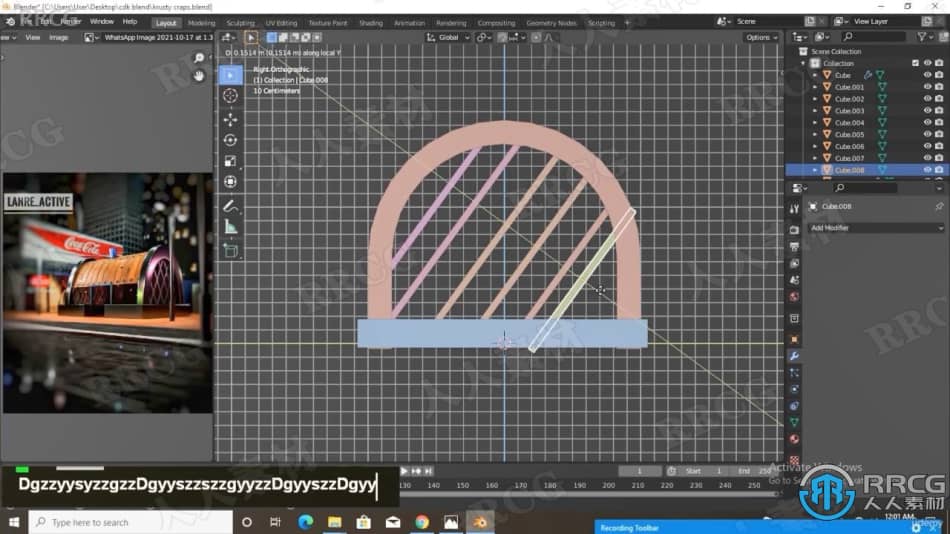 Blender* [C:\Users\User\Desktop\cdk blend\krusty craps.blend]
File Edit Render Window Help Layout Modeling Sculpting UV Editing Texture Paint Shading Animation Rendering Compositing Geometry Nodes Scripting Scene View Layer
View Image WhatsApp Image 2021-10-17 at 1.3 Global Options
D: 0.1514 m (0.1514 m) along local Y
Right Orthographic
(1) Collection | Cube.008
10 Centimeters
Scene Collection
Collection
Cube
Cube.001
Cube.002
Cube.003
Cube.004
Cube.005
Cube.006
Cube.007
Cube.008
Cube.008
Add Modifier
LANRE_ACTIVE
Coca-Cola
1 Start 1 End 250
130 140 150 160 170 180 190 200 210 220 230 240 250
DgzzyysyzzgzzDgyyszzszzgyyzzDgyyszzDgyy
Activate Windows
RRCG
人人素材
Type here to search
12:01 AM
Recording Toolbar
ûdemy